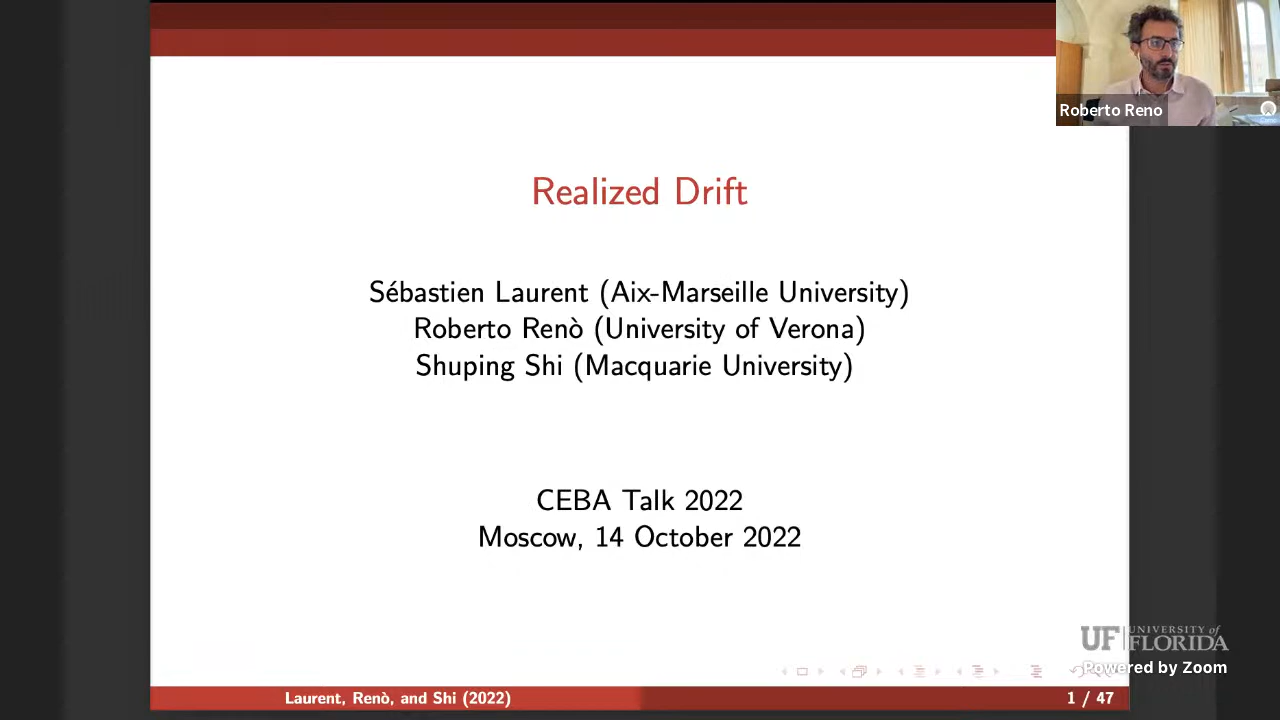 Roberto Reno
Realized Drift
Sébastien Laurent (Aix-Marseille University)
Roberto Renò (University of Verona)
Shuping Shi (Macquarie University)
CEBA Talk 2022
Moscow, 14 October 2022
UF UNIVERSITY of
FLORIDA
Powered by Zoom
Laurent, Renò, and Shi (2022)
1 / 47